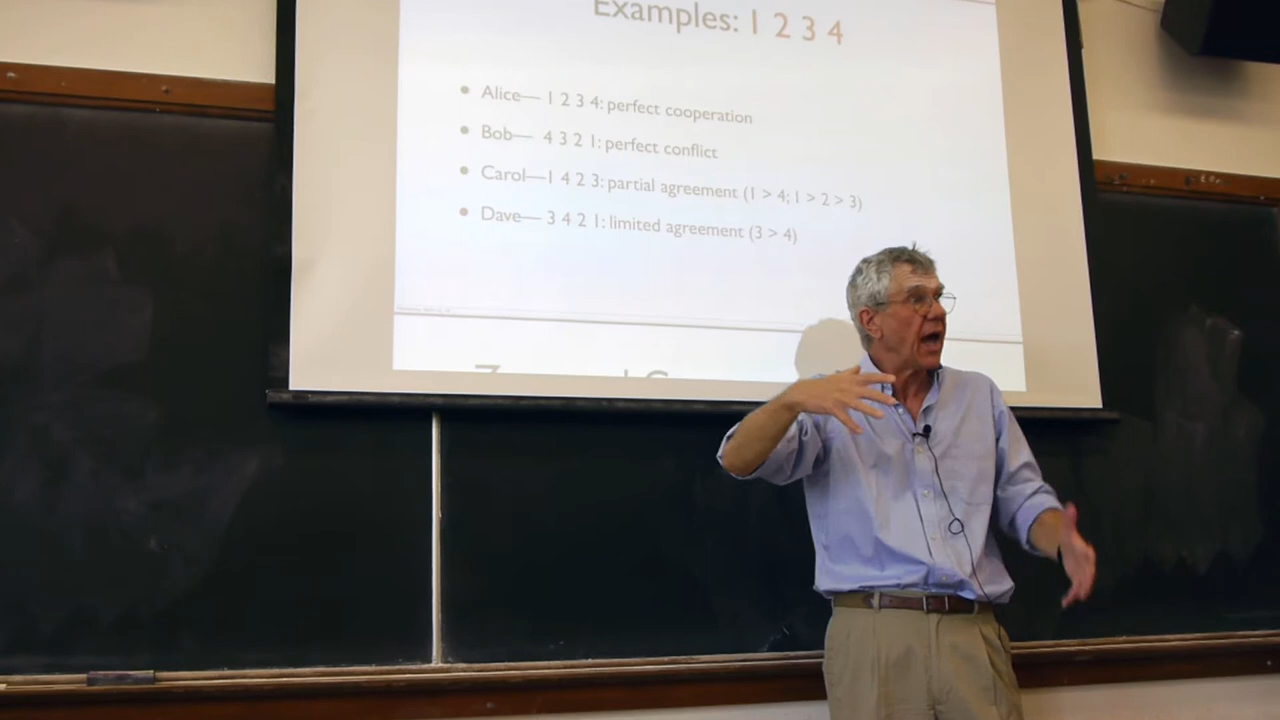 Examples: 1 2 3 4
• Alice— 1 2 3 4: perfect cooperation
• Bob— 4 3 2 1: perfect conflict
• Carol—1 4 2 3: partial agreement (1 > 4; 1 > 2 > 3)
• Dave— 3 4 2 1: limited agreement (3 > 4)